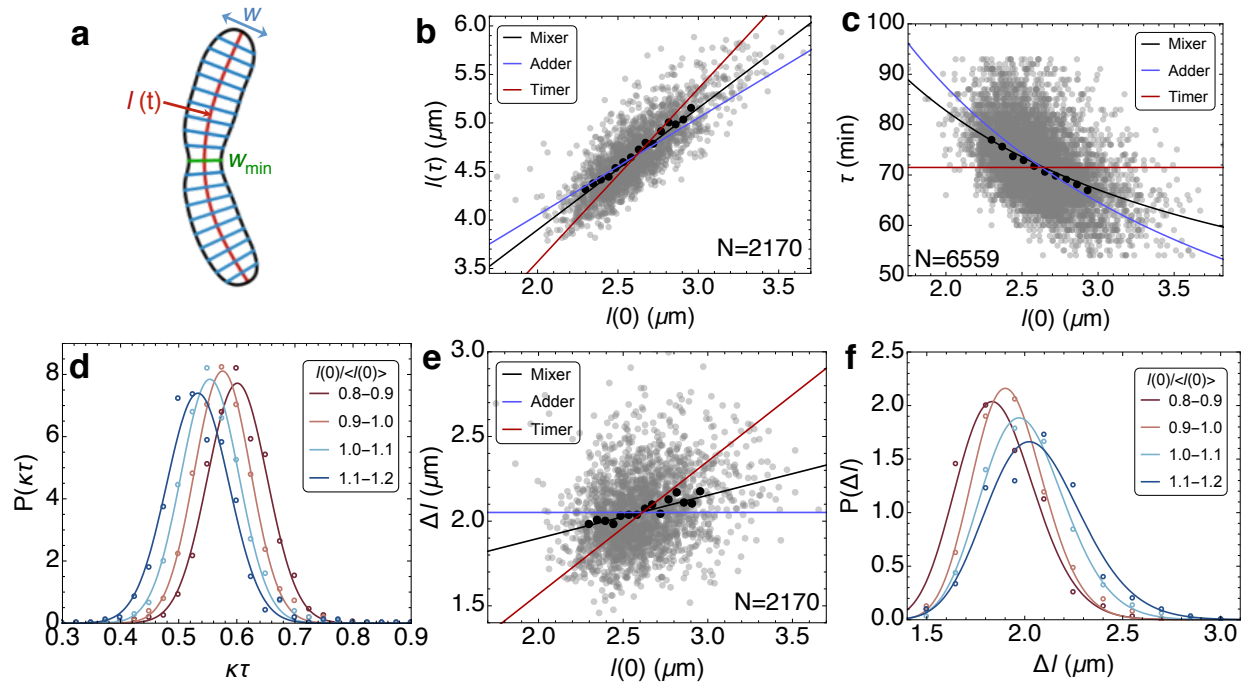 a
w
l (t)
wmin
b
Mixer
Adder
Timer
6.0
5.5
5.0
4.5
4.0
3.5
l(τ) (μm)
N=2170
2.0
2.5
3.0
3.5
l(0) (μm)
c
Mixer
Adder
Timer
100
90
80
70
60
50
τ (min)
N=6559
2.0
2.5
3.0
3.5
l(0) (μm)
d
l(0)/<l(0)>
0.8–0.9
0.9–1.0
1.0–1.1
1.1–1.2
8
6
4
2
0
P(κτ)
0.3
0.4
0.5
0.6
0.7
0.8
0.9
κτ
e
Mixer
Adder
Timer
3.0
2.5
2.0
1.5
Δl (μm)
N=2170
2.0
2.5
3.0
3.5
l(0) (μm)
f
l(0)/<l(0)>
0.8–0.9
0.9–1.0
1.0–1.1
1.1–1.2
2.5
2.0
1.5
1.0
0.5
0.0
P(Δl)
1.5
2.0
2.5
3.0
Δl (μm)